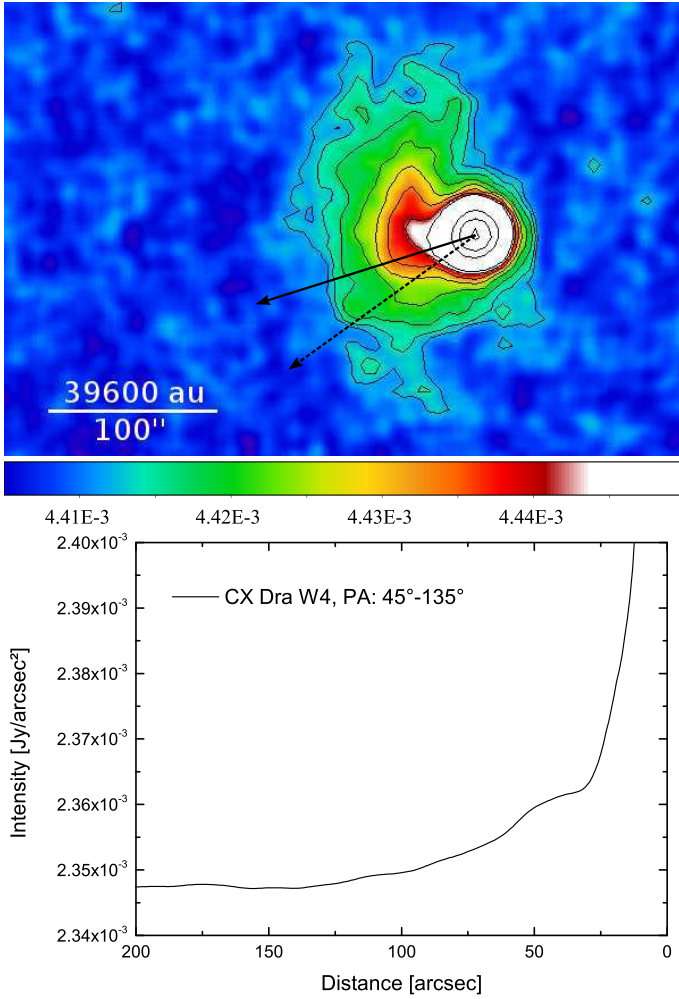 39600 au
100"
4.41E-3 4.42E-3 4.43E-3 4.44E-3
2.40x10⁻³
CX Dra W4, PA: 45°-135°
2.39x10⁻³
2.38x10⁻³
2.37x10⁻³
2.36x10⁻³
2.35x10⁻³
2.34x10⁻³
Intensity [Jy/arcsec²]
200 150 100 50 0
Distance [arcsec]